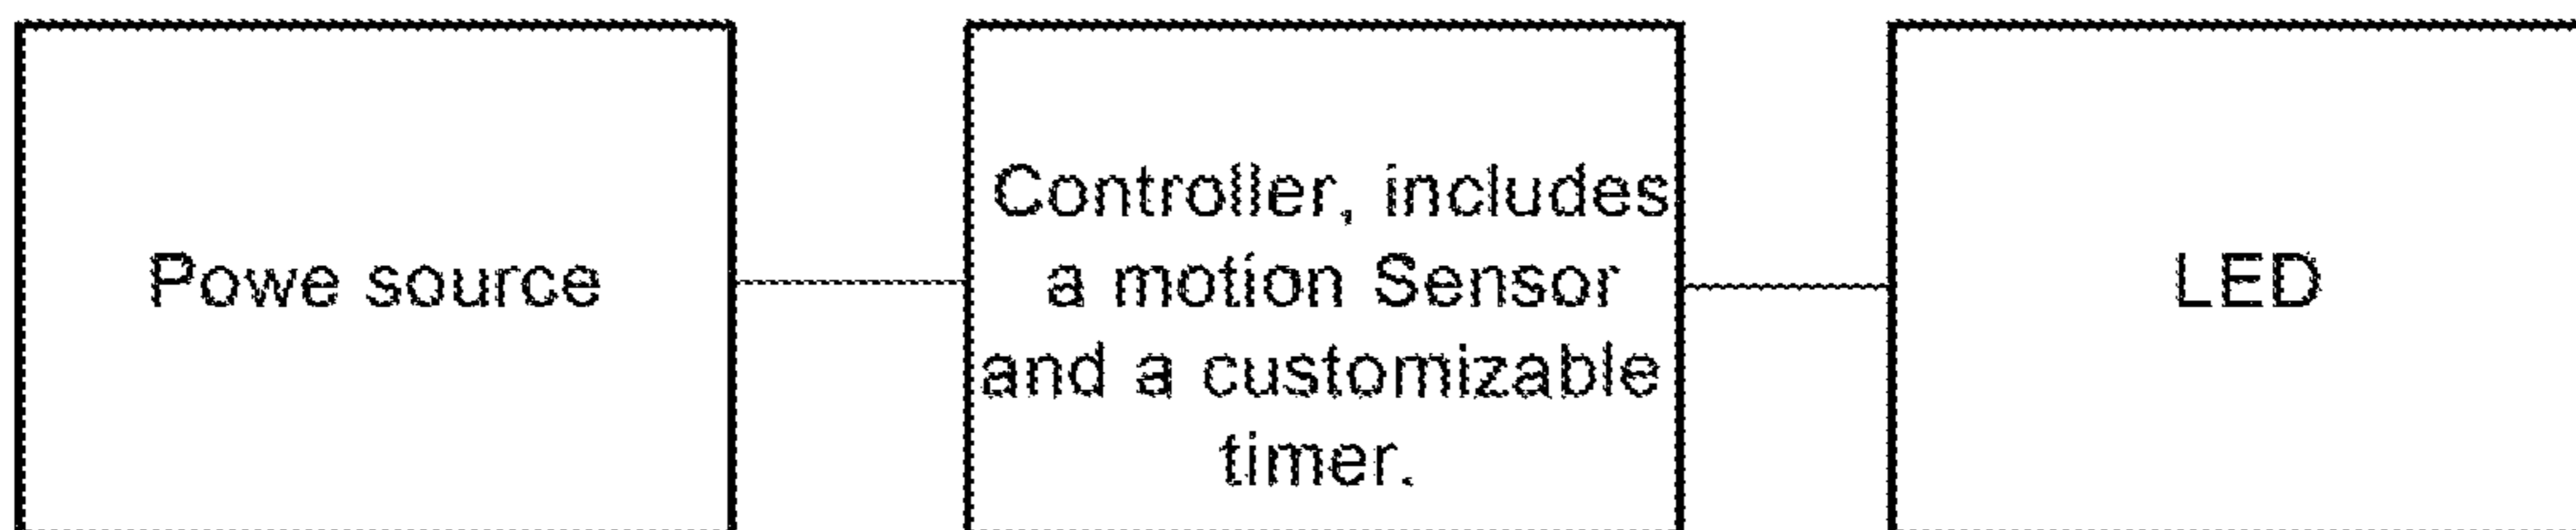 Powe source
Controller, includes
a motion Sensor
and a customizable
timer.
LED